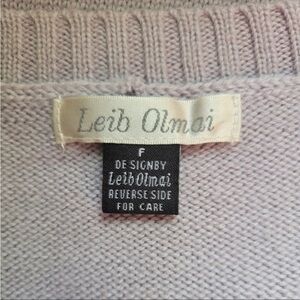 Leib Olmai
F
DE SIGNBY
Leib Olmai
REVERSE SIDE
FOR CARE